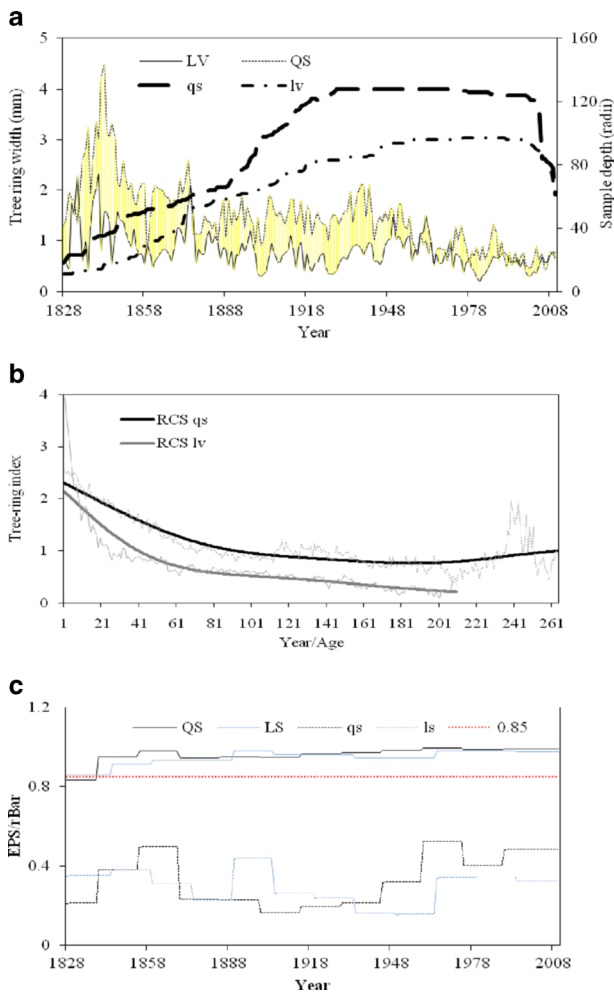 a
LV QS
qs lv
5
4
3
2
1
0
Tree ring width (mm)
160
120
80
40
0
Sample depth (radii)
1828 1858 1888 1918 1948 1978 2008
Year
b
RCS qs
RCS lv
4
3
2
1
0
Tree-ring index
1 21 41 61 81 101 121 141 161 181 201 221 241 261
Year/Age
c
QS LS qs ls 0.85
1.2
0.8
0.4
0
EPS/rBar
1828 1858 1888 1918 1948 1978 2008
Year